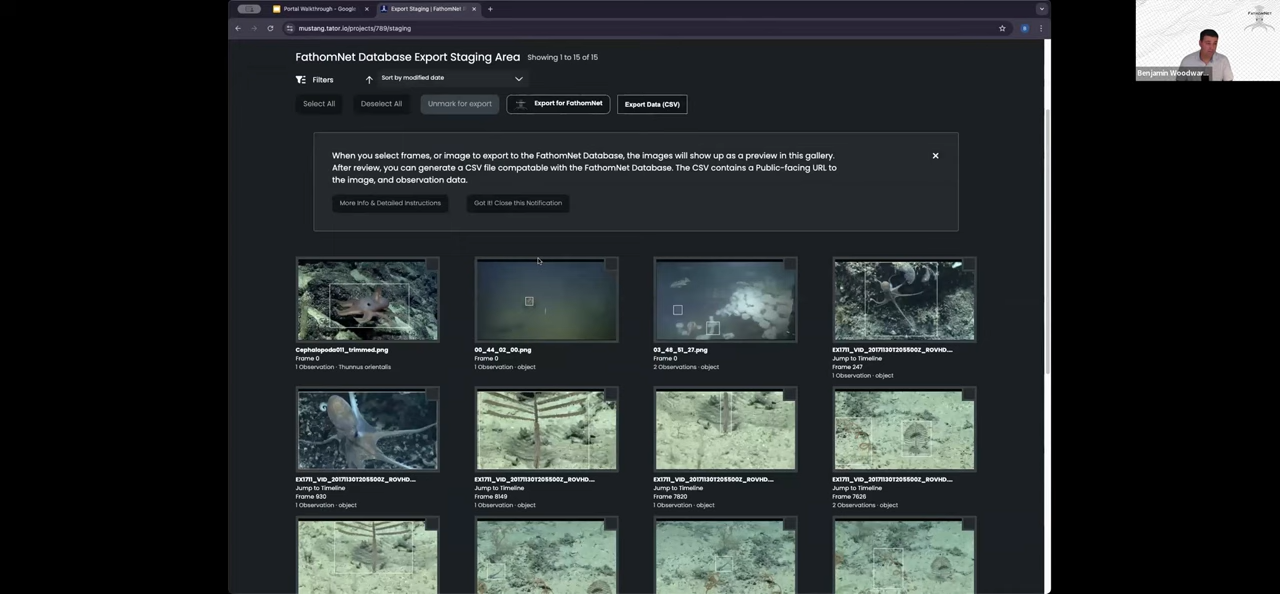 Portal Walkthrough - Google
Export Staging | FathomNet
mustang.tator.io/projects/789/staging
FathomNet Database Export Staging Area Showing 1 to 15 of 15
Filters Sort by modified date
Select All Deselect All Unmark for export Export for FathomNet Export Data (CSV)
When you select frames, or image to export to the FathomNet Database, the images will show up as a preview in this gallery.
After review, you can generate a CSV file compatable with the FathomNet Database. The CSV contains a Public-facing URL to
the image, and observation data.
More Info & Detailed Instructions Got it! Close this Notification
Cephalopoda011_trimmed.png
Frame 0
1 Observation · Thunnus orientalis
00_44_02_00.png
Frame 0
1 Observation · object
03_48_51_27.png
Frame 0
2 Observations · object
EX1711_VID_20171130T205500Z_ROVHD....
Jump to Timeline
Frame 247
1 Observation · object
EX1711_VID_20171130T205500Z_ROVHD....
Jump to Timeline
Frame 930
1 Observation · object
EX1711_VID_20171130T205500Z_ROVHD....
Jump to Timeline
Frame 8149
1 Observation · object
EX1711_VID_20171130T205500Z_ROVHD....
Jump to Timeline
Frame 7820
1 Observation · object
EX1711_VID_20171130T205500Z_ROVHD....
Jump to Timeline
Frame 7626
2 Observations · object
Benjamin Woodwar...